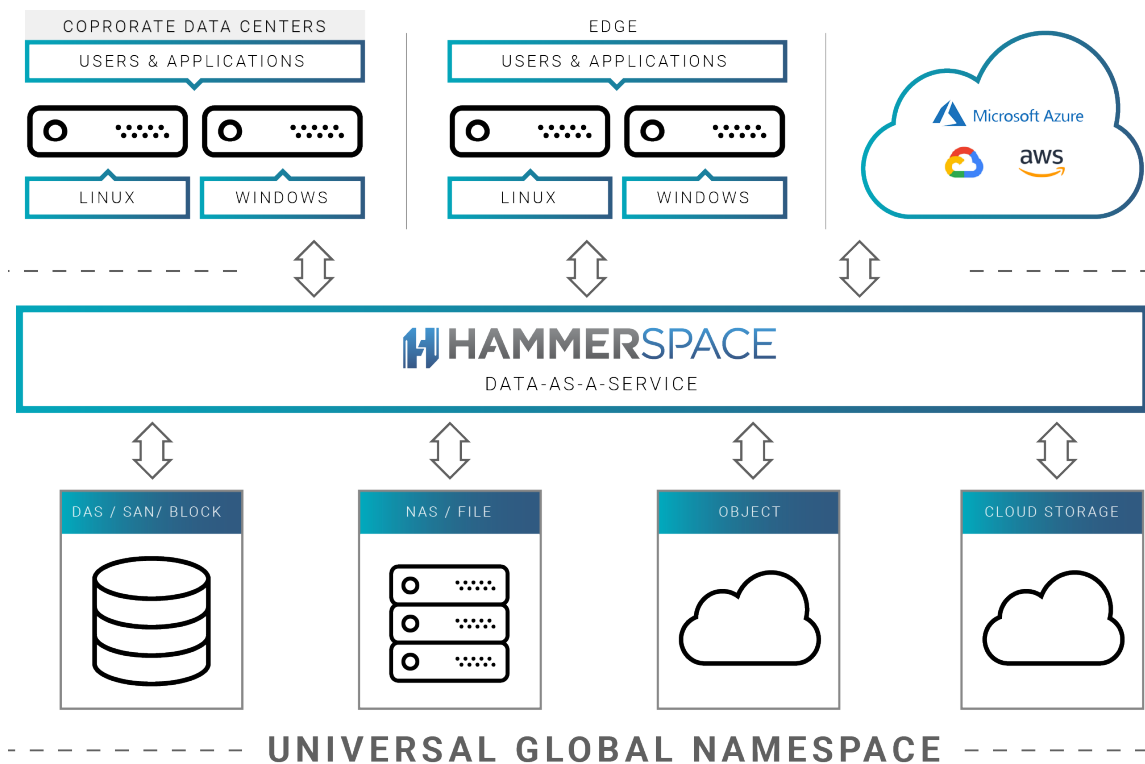 COPRORATE DATA CENTERS
USERS & APPLICATIONS
LINUX
WINDOWS
EDGE
USERS & APPLICATIONS
LINUX
WINDOWS
Microsoft Azure
aws
HAMMERSPACE
DATA-AS-A-SERVICE
DAS / SAN/ BLOCK
NAS / FILE
OBJECT
CLOUD STORAGE
UNIVERSAL GLOBAL NAMESPACE